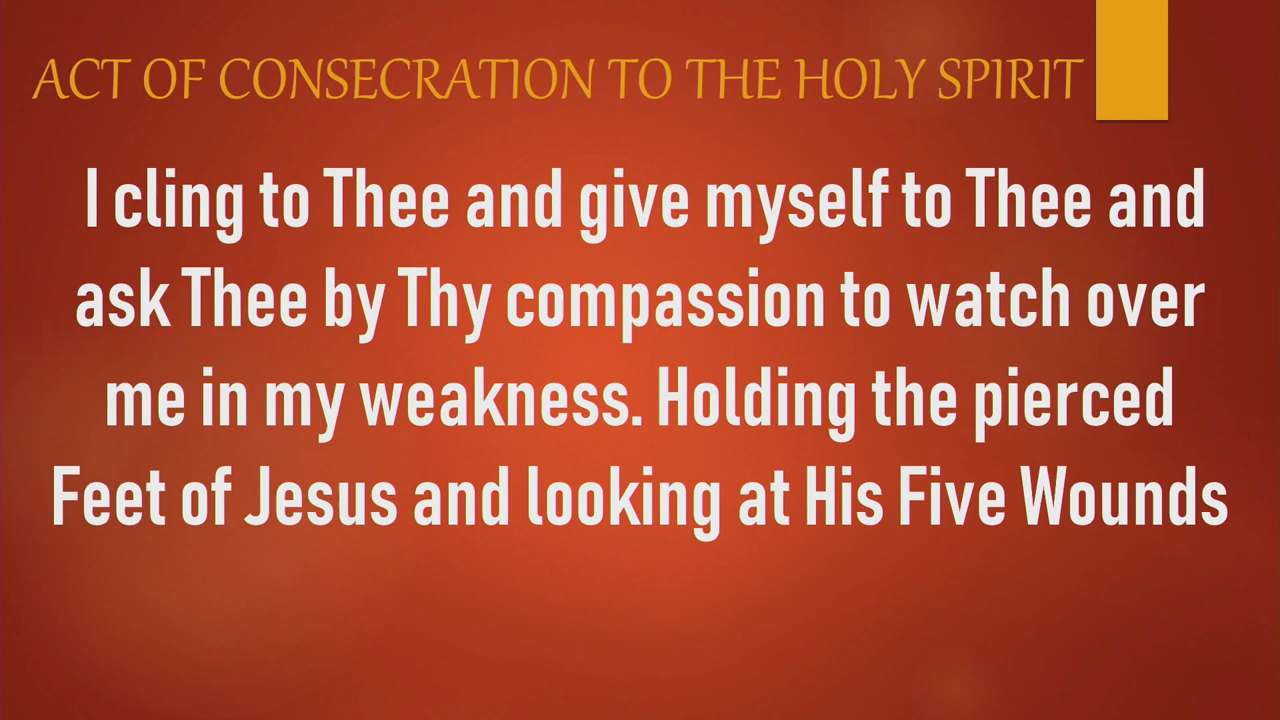 ACT OF CONSECRATION TO THE HOLY SPIRIT
I cling to Thee and give myself to Thee and
ask Thee by Thy compassion to watch over
me in my weakness. Holding the pierced
Feet of Jesus and looking at His Five Wounds